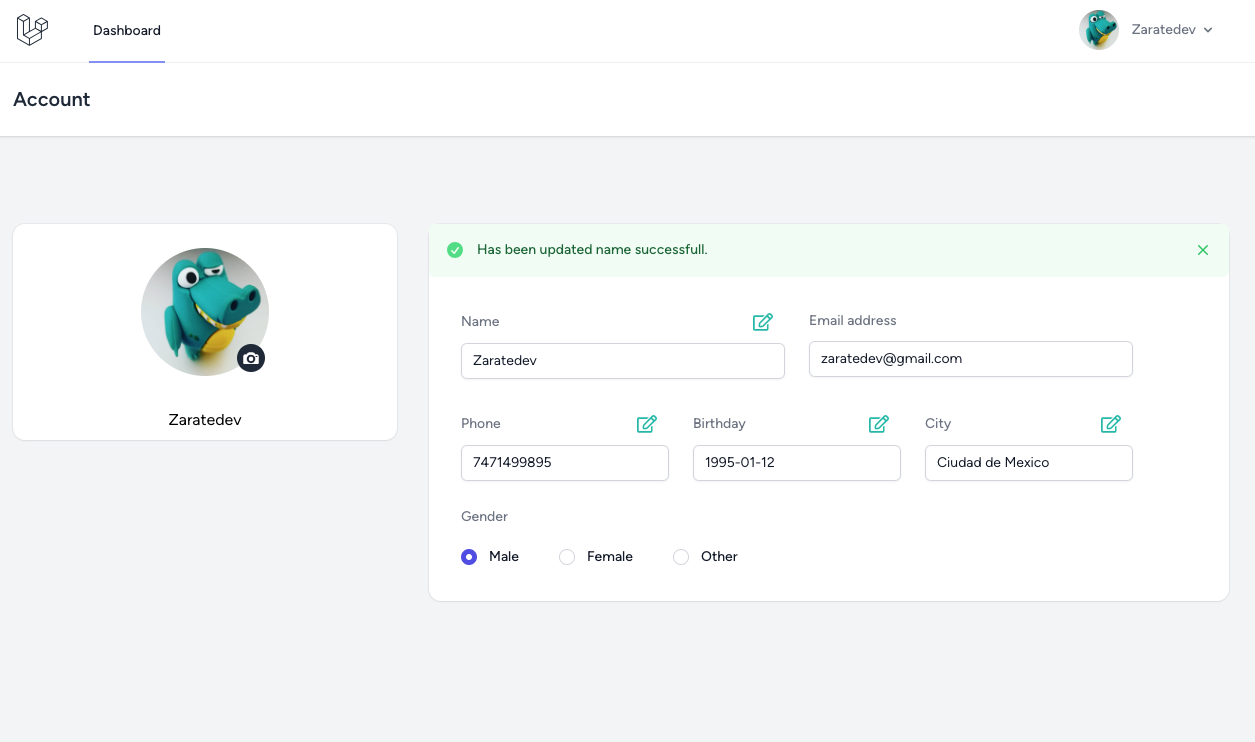 Dashboard
Zaratedev
Account
Zaratedev
Has been updated name successfull.
Name
Email address
Zaratedev
zaratedev@gmail.com
Phone
Birthday
City
7471499895
1995-01-12
Ciudad de Mexico
Gender
Male
Female
Other